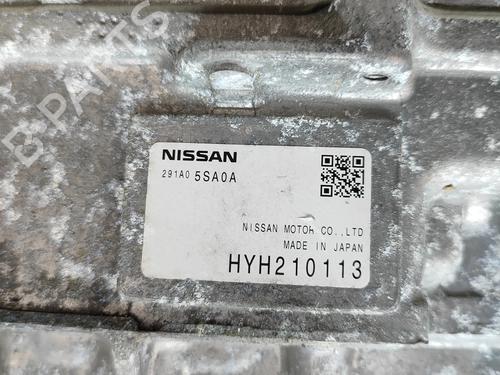 B-PARTS
NISSAN
291A0 5SA0A
NISSAN MOTOR CO.,LTD
MADE IN JAPAN
HYH210113